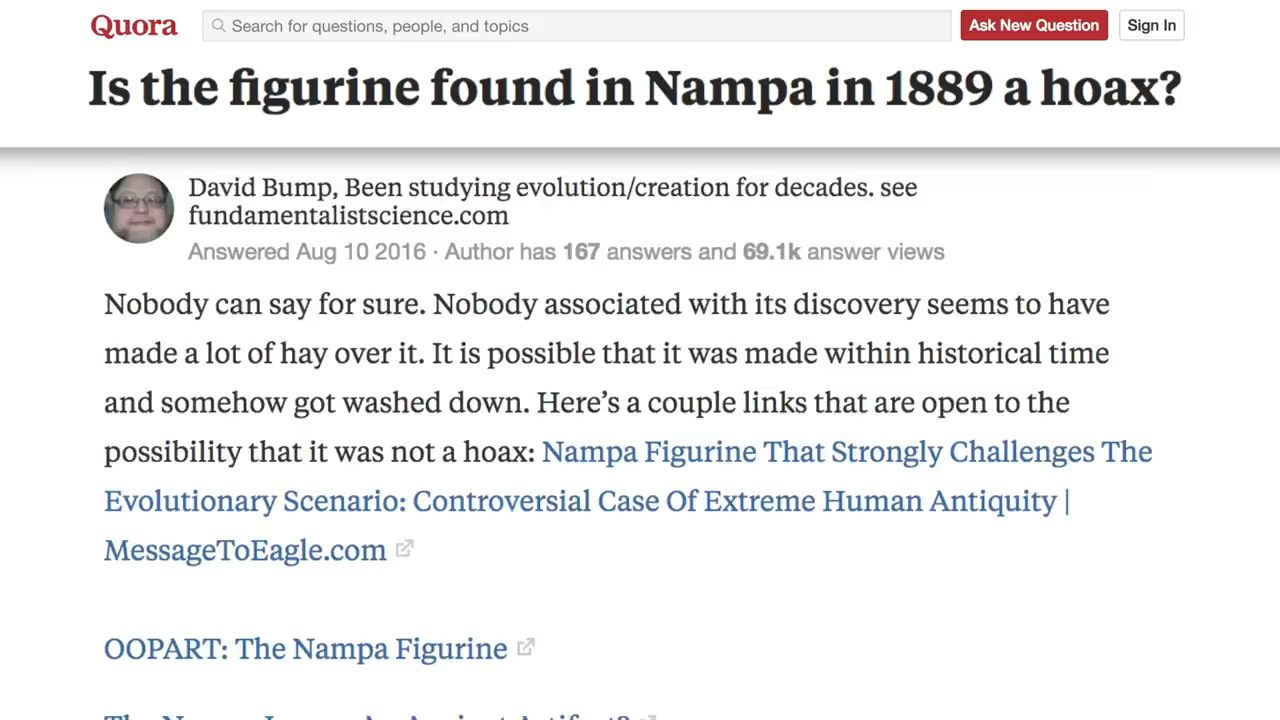 Quora
Search for questions, people, and topics
Ask New Question
Sign In
Is the figurine found in Nampa in 1889 a hoax?
David Bump, Been studying evolution/creation for decades. see
fundamentalistscience.com
Answered Aug 10 2016 · Author has 167 answers and 69.1k answer views
Nobody can say for sure. Nobody associated with its discovery seems to have
made a lot of hay over it. It is possible that it was made within historical time
and somehow got washed down. Here’s a couple links that are open to the
possibility that it was not a hoax: Nampa Figurine That Strongly Challenges The
Evolutionary Scenario: Controversial Case Of Extreme Human Antiquity |
MessageToEagle.com
OOPART: The Nampa Figurine